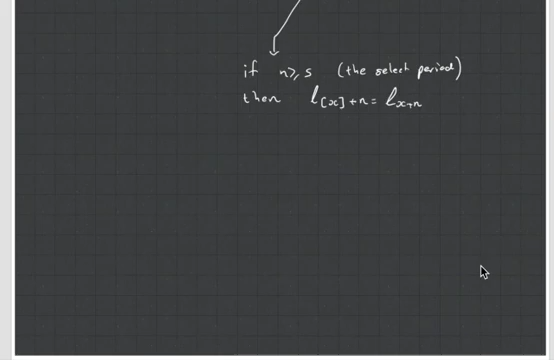 if n≥s (the select period)
then l[x]+n = lx+n